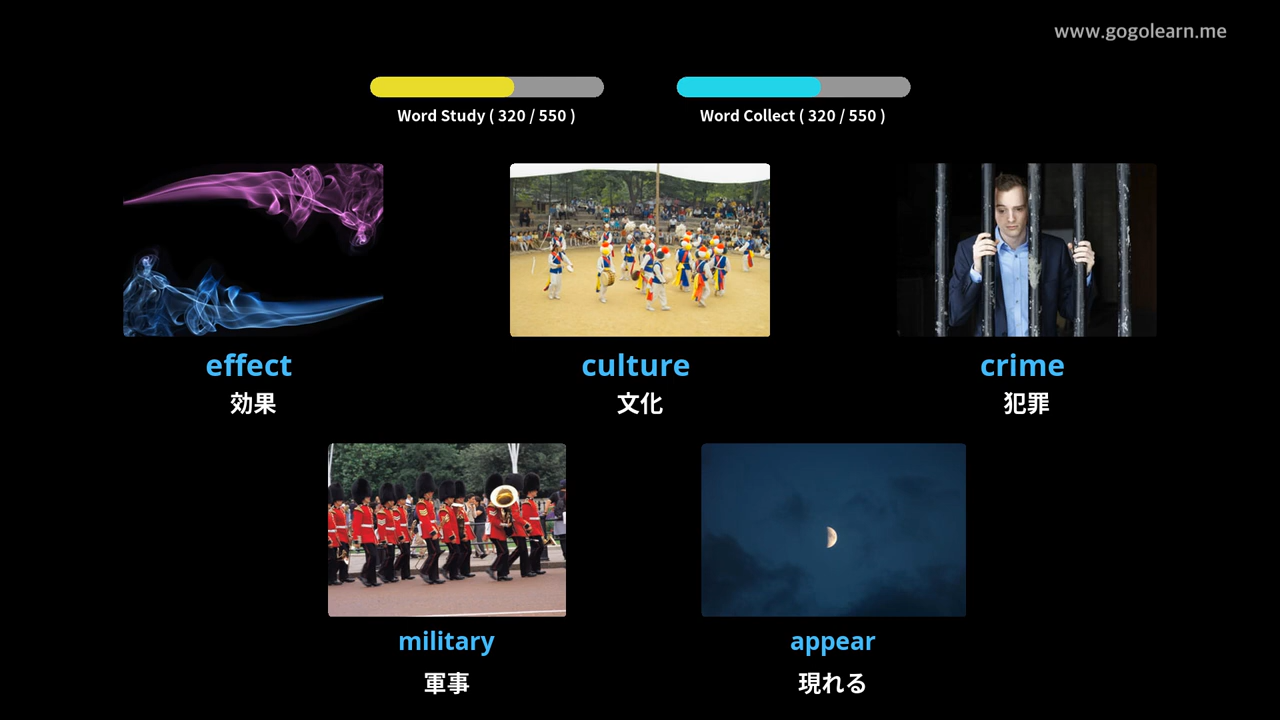 www.gogolearn.me
Word Study ( 320 / 550 )
Word Collect ( 320 / 550 )
effect
効果
culture
文化
crime
犯罪
military
軍事
appear
現れる